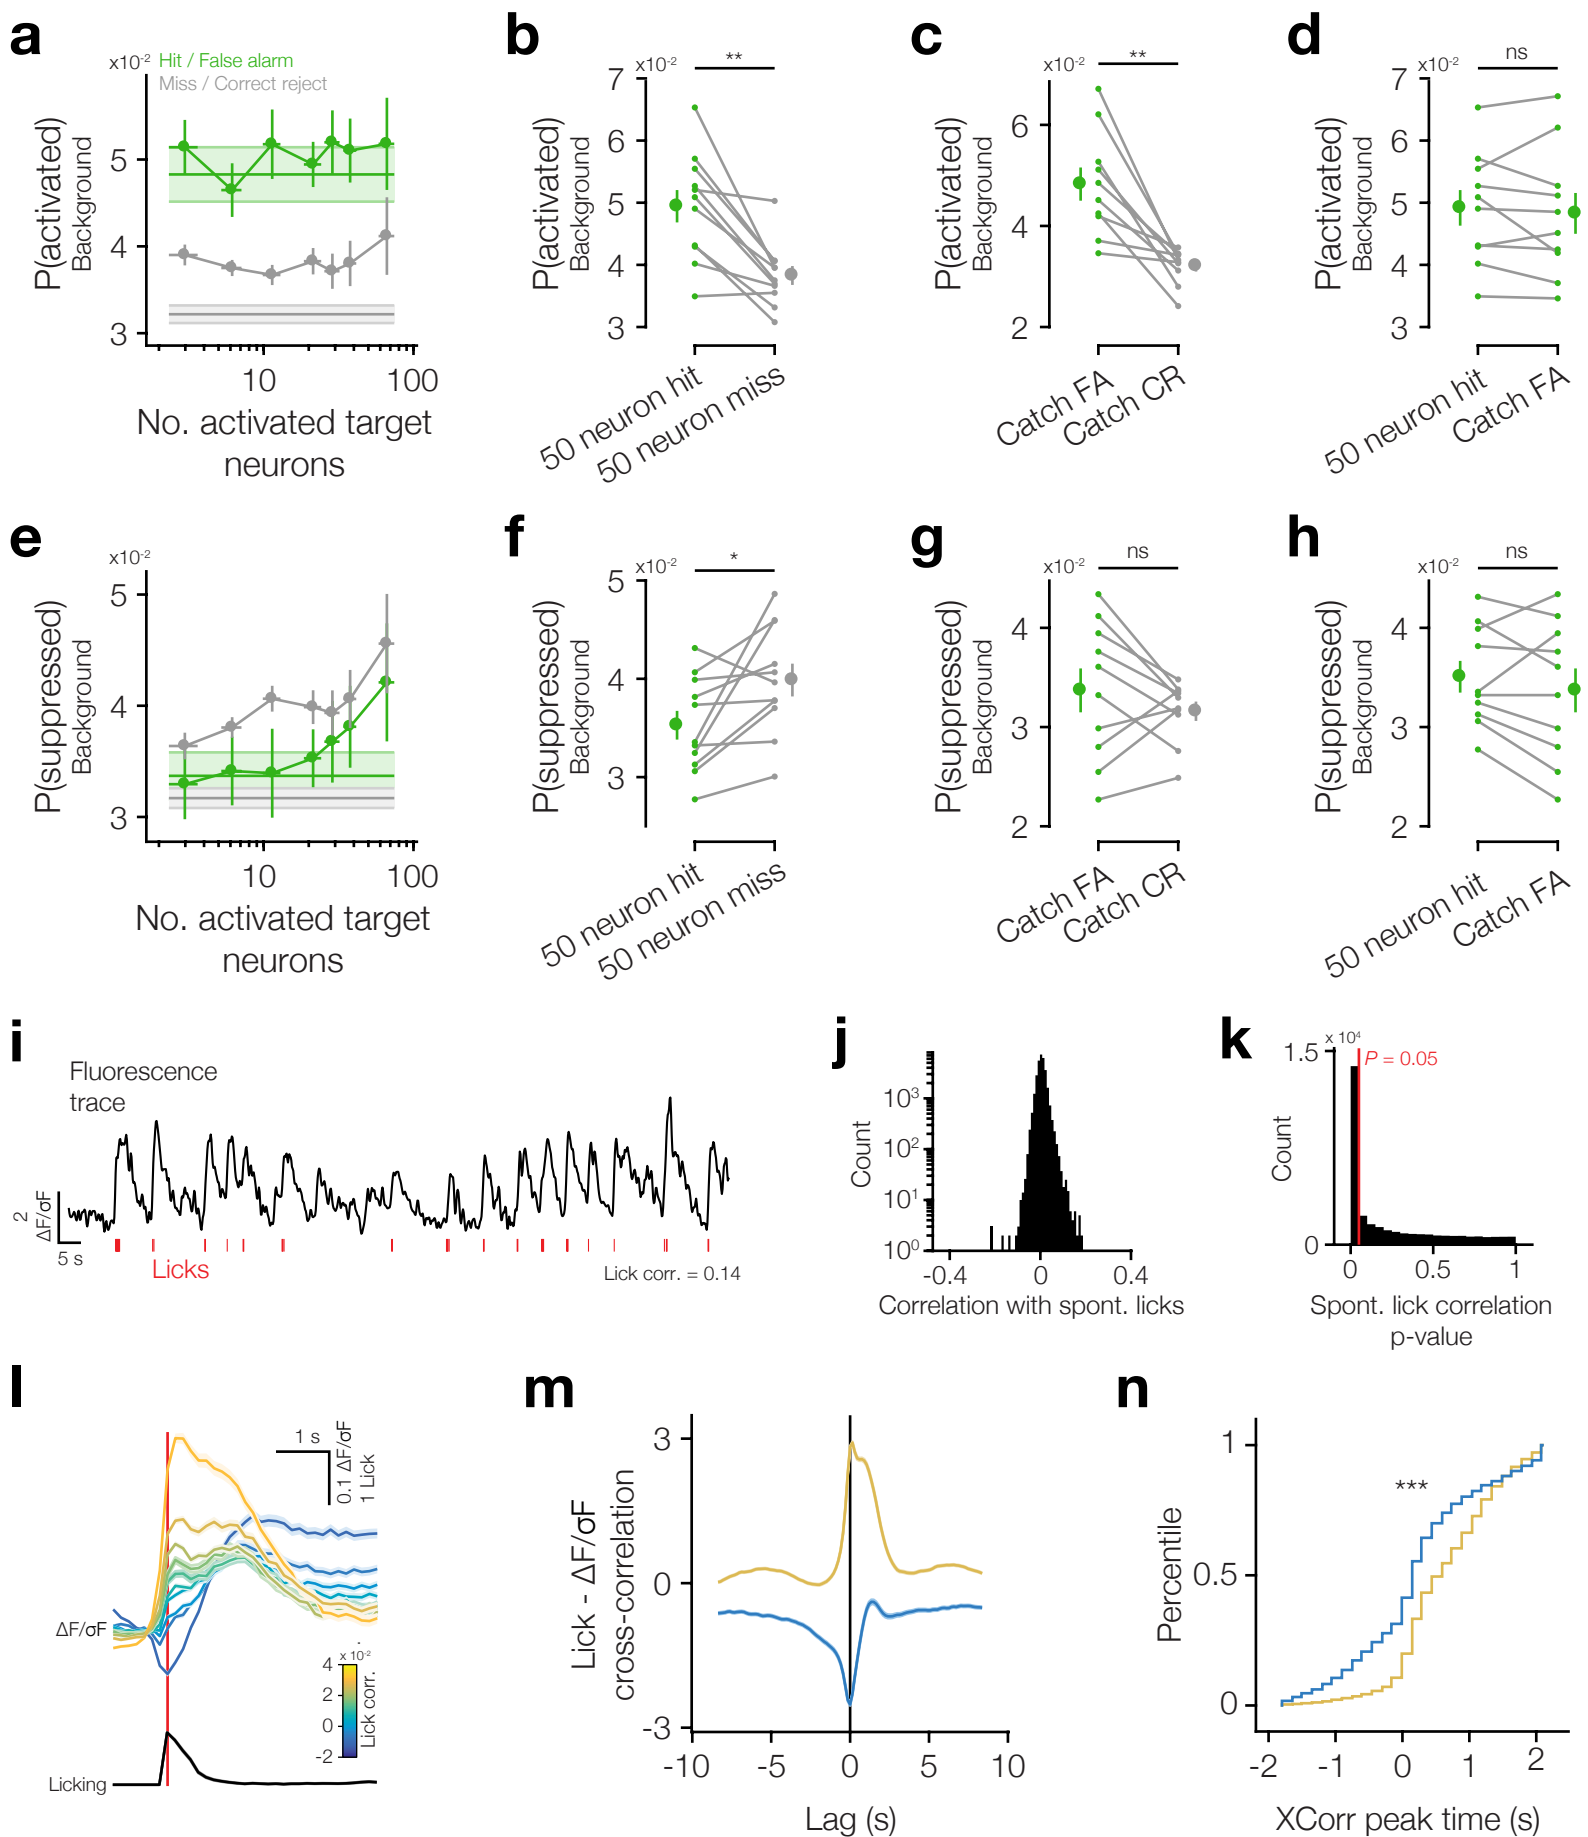 a
x10-2
Hit / False alarm
Miss / Correct reject
P(activated)
Background
5
4
3
10
100
No. activated target
neurons
b
x10-2
**
P(activated)
Background
7
6
5
4
3
50 neuron hit
50 neuron miss
c
x10-2
**
P(activated)
Background
6
4
2
Catch FA
Catch CR
d
x10-2
ns
P(activated)
Background
7
6
5
4
3
50 neuron hit
Catch FA
e
x10-2
P(suppressed)
Background
5
4
3
10
100
No. activated target
neurons
f
x10-2
*
P(suppressed)
Background
5
4
3
50 neuron hit
50 neuron miss
g
x10-2
ns
P(suppressed)
Background
4
3
2
Catch FA
Catch CR
h
x10-2
ns
P(suppressed)
Background
4
3
2
50 neuron hit
Catch FA
i
Fluorescence
trace
2
ΔF/σF
5 s
Licks
Lick corr. = 0.14
j
Count
103
102
101
100
-0.4
0
0.4
Correlation with spont. licks
k
x 104
1.5
P = 0.05
Count
0
0
0.5
1
Spont. lick correlation
p-value
l
1 s
0.1 ΔF/σF
1 Lick
ΔF/σF
x 10-2
4
2
0
-2
Lick corr.
Licking
m
Lick - ΔF/σF
cross-correlation
3
0
-3
-10
-5
0
5
10
Lag (s)
n
***
Percentile
1
0.5
0
-2
-1
0
1
2
XCorr peak time (s)